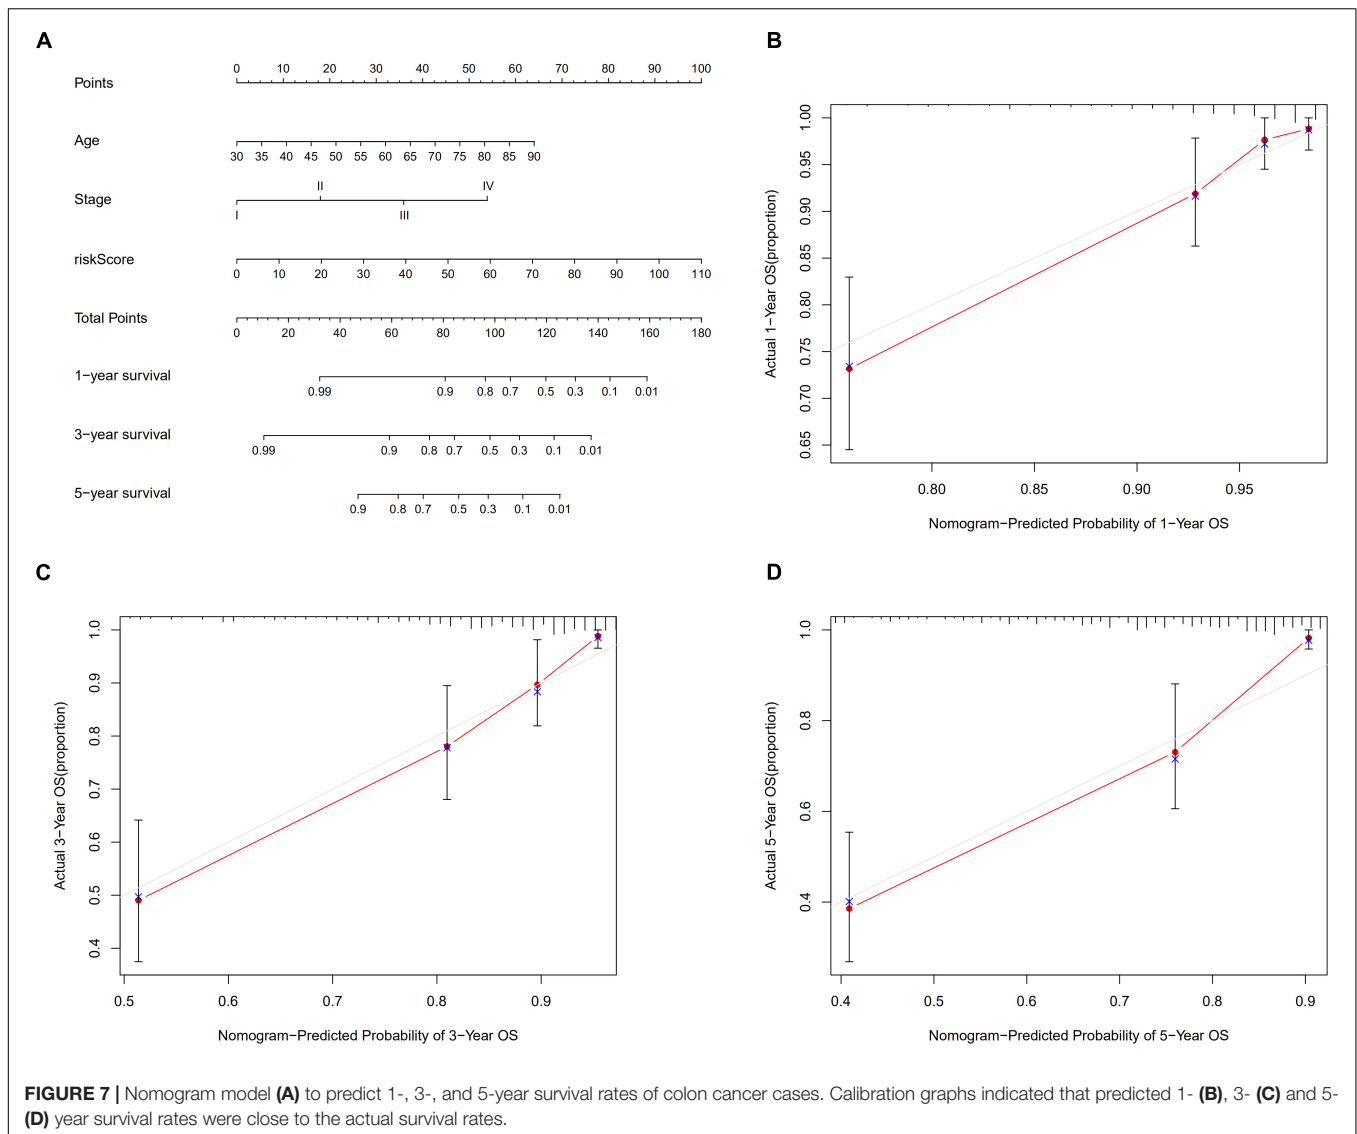 A
Points
0 10 20 30 40 50 60 70 80 90 100
Age
30 35 40 45 50 55 60 65 70 75 80 85 90
Stage
II IV
I III
riskScore
0 10 20 30 40 50 60 70 80 90 100 110
Total Points
0 20 40 60 80 100 120 140 160 180
1−year survival
0.99 0.9 0.8 0.7 0.5 0.3 0.1 0.01
3−year survival
0.99 0.9 0.8 0.7 0.5 0.3 0.1 0.01
5−year survival
0.9 0.8 0.7 0.5 0.3 0.1 0.01
B
Actual 1−Year OS(proportion)
0.65 0.70 0.75 0.80 0.85 0.90 0.95 1.00
0.80 0.85 0.90 0.95
Nomogram−Predicted Probability of 1−Year OS
C
Actual 3−Year OS(proportion)
0.4 0.5 0.6 0.7 0.8 0.9 1.0
0.5 0.6 0.7 0.8 0.9
Nomogram−Predicted Probability of 3−Year OS
D
Actual 5−Year OS(proportion)
0.4 0.6 0.8 1.0
0.4 0.5 0.6 0.7 0.8 0.9
Nomogram−Predicted Probability of 5−Year OS
FIGURE 7 | Nomogram model (A) to predict 1-, 3-, and 5-year survival rates of colon cancer cases. Calibration graphs indicated that predicted 1- (B), 3- (C) and 5-
(D) year survival rates were close to the actual survival rates.